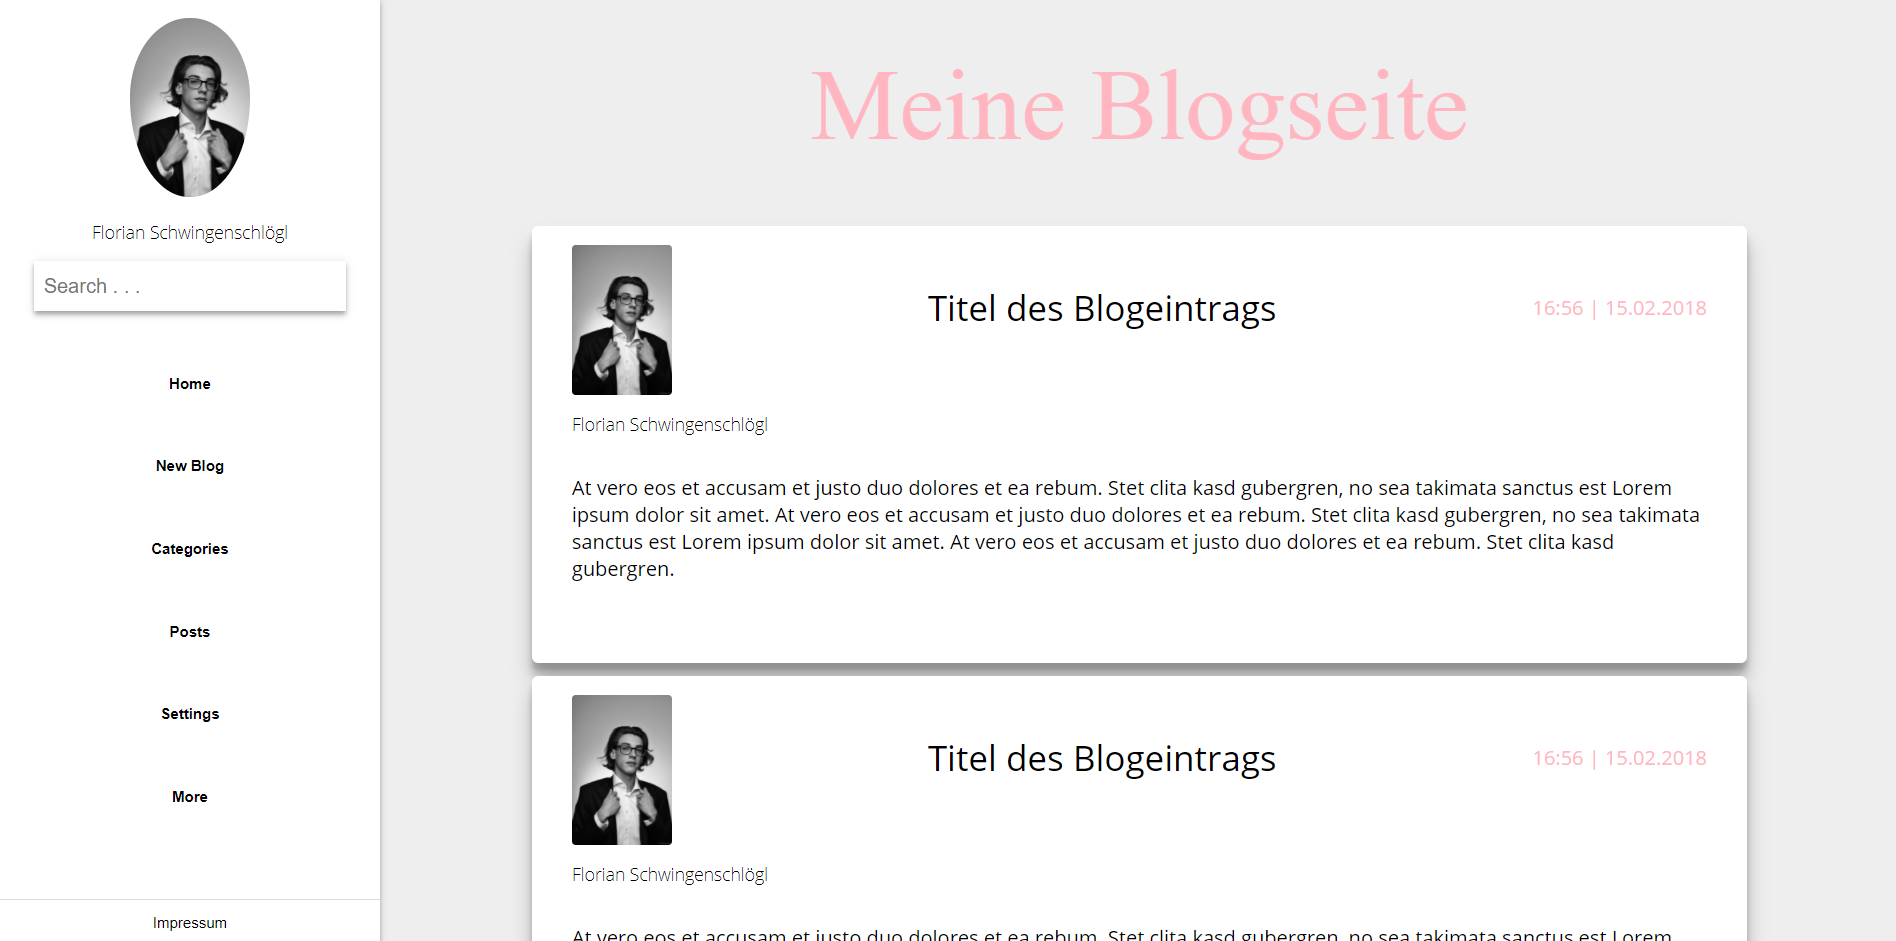 Florian Schwingenschlögl
Search . . .
Home
New Blog
Categories
Posts
Settings
More
Impressum
Meine Blogseite
Titel des Blogeintrags
16:56 | 15.02.2018
Florian Schwingenschlögl
At vero eos et accusam et justo duo dolores et ea rebum. Stet clita kasd gubergren, no sea takimata sanctus est Lorem
ipsum dolor sit amet. At vero eos et accusam et justo duo dolores et ea rebum. Stet clita kasd gubergren, no sea takimata
sanctus est Lorem ipsum dolor sit amet. At vero eos et accusam et justo duo dolores et ea rebum. Stet clita kasd
gubergren.
Titel des Blogeintrags
16:56 | 15.02.2018
Florian Schwingenschlögl
At vero eos et accusam et justo duo dolores et ea rebum. Stet clita kasd gubergren, no sea takimata sanctus est Lorem